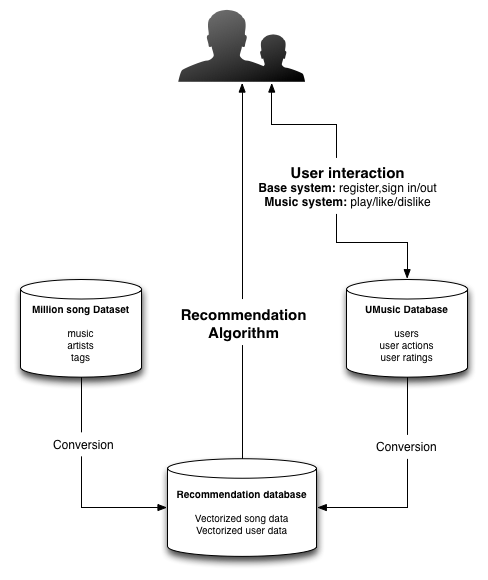 User interaction
Base system: register,sign in/out
Music system: play/like/dislike
Million song Dataset
music
artists
tags
Recommendation
Algorithm
UMusic Database
users
user actions
user ratings
Conversion
Conversion
Recommendation database
Vectorized song data
Vectorized user data